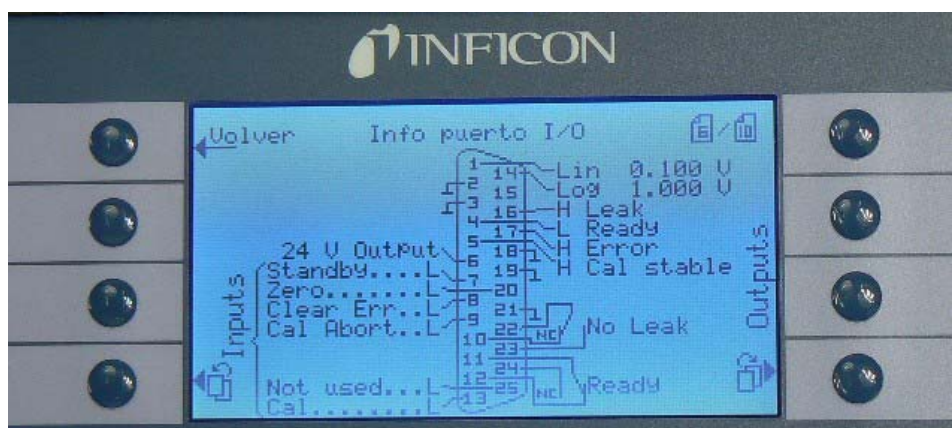 INFICON
Volver Info puerto I/O 6/10
1 14 Lin 0.100 V
2 15 Log 1.000 V
3 16 H Leak
4 17 L Ready
5 18 H Error
24 V Output 6 19 H Cal stable
Standby....L 7
Zero.......L 20
Clear Err..L 8 21
Cal Abort..L 9 22 NC No Leak
10 23
11 24
Not used...L 12 25 NC Ready
Cal........L 13
Inputs
Outputs